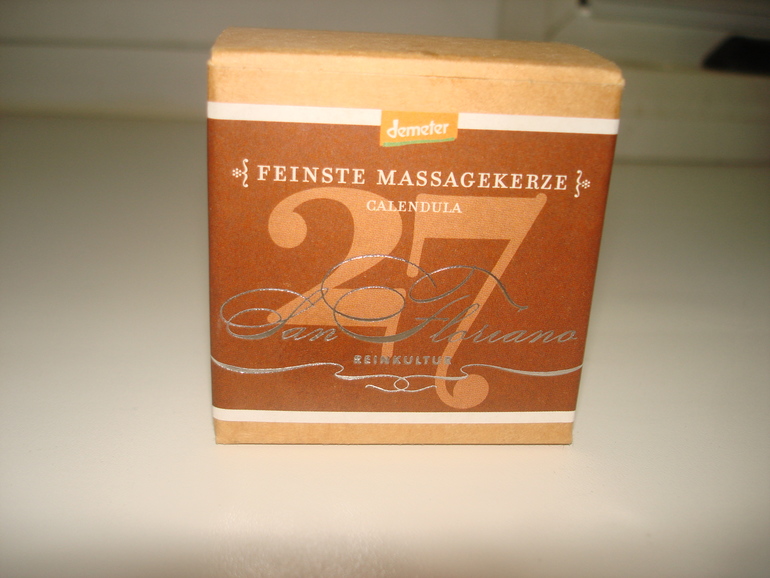 demeter
FEINSTE MASSAGEKERZE
CALENDULA
27
San Floriano
REINKULTUR